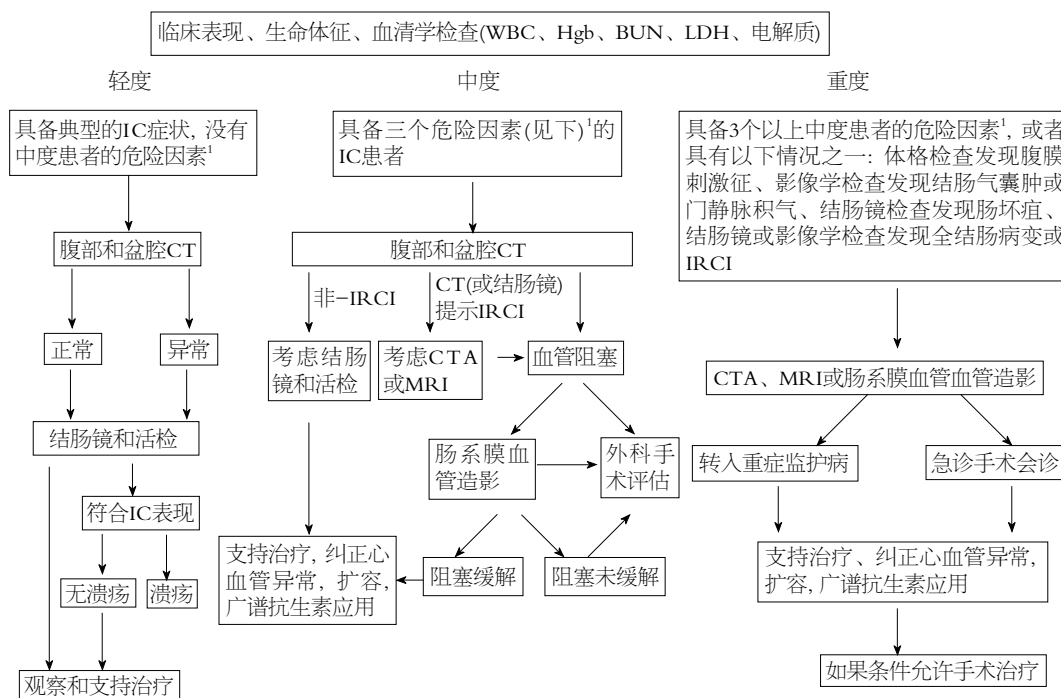 临床表现、生命体征、血清学检查(WBC、Hgb、BUN、LDH、电解质)
轻度
中度
重度
具备典型的IC症状, 没有
中度患者的危险因素1
具备三个危险因素(见下)1的
IC患者
具备3个以上中度患者的危险因素1, 或者
具有以下情况之一: 体格检查发现腹膜
刺激征、影像学检查发现结肠气囊肿或
门静脉积气、结肠镜检查发现肠坏疽、
结肠镜或影像学检查发现全结肠病变或
IRCI
腹部和盆腔CT
腹部和盆腔CT
非-IRCI
CT(或结肠镜)
提示IRCI
正常
异常
考虑结肠
镜和活检
考虑CTA
或MRI
血管阻塞
CTA、MRI或肠系膜血管血管造影
结肠镜和活检
肠系膜血
管造影
外科手
术评估
转入重症监护病
急诊手术会诊
符合IC表现
支持治疗, 纠正心
血管异常, 扩容,
广谱抗生素应用
阻塞缓解
阻塞未缓解
支持治疗、纠正心血管异常,
扩容, 广谱抗生素应用
无溃疡
溃疡
观察和支持治疗
如果条件允许手术治疗